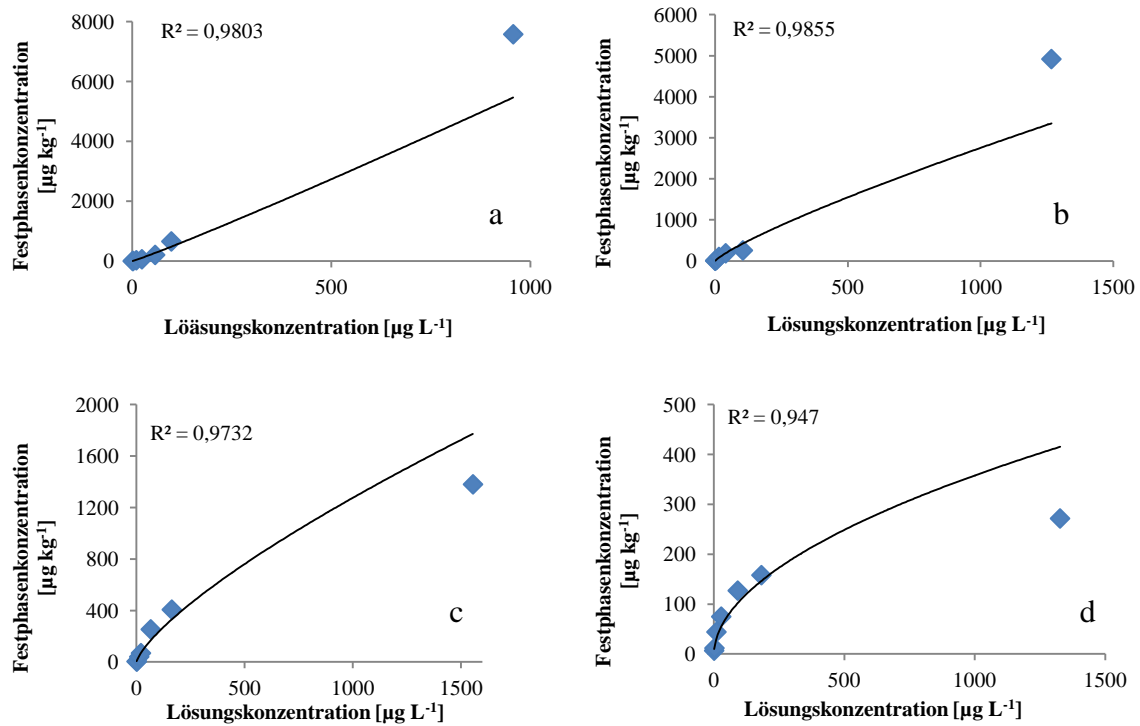 R² = 0,9803
8000
6000
4000
2000
0
0
500
1000
Festphasenkonzentration
[µg kg⁻¹]
Löäsungskonzentration [µg L⁻¹]
a
R² = 0,9855
6000
5000
4000
3000
2000
1000
0
0
500
1000
1500
Festphasenkonzentration
[µg kg⁻¹]
Lösungskonzentration [µg L⁻¹]
b
R² = 0,9732
2000
1600
1200
800
400
0
0
500
1000
1500
Festphasenkonzentration
[µg kg⁻¹]
Lösungskonzentration [µg L⁻¹]
c
R² = 0,947
500
400
300
200
100
0
0
500
1000
1500
Festphasenkonzentration
[µg kg⁻¹]
Lösungskonzentration [µg L⁻¹]
d